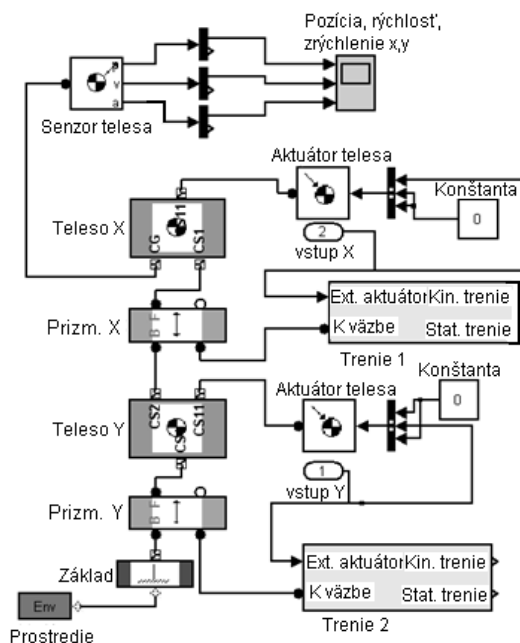 Pozícia, rýchlosť,
zrýchlenie x,y
p
v
a
Senzor telesa
Aktuátor telesa
Konštanta
0
S11
Teleso X
CG
CS1
2
vstup X
Ext. aktuátor Kin. trenie
K väzbe Stat. trenie
Trenie 1
Prizm. X
B F
Aktuátor telesa
Konštanta
0
CS2
CS11
Teleso Y
CS
1
vstup Y
Prizm. Y
B F
Ext. aktuátor Kin. trenie
K väzbe Stat. trenie
Trenie 2
Základ
Env
Prostredie